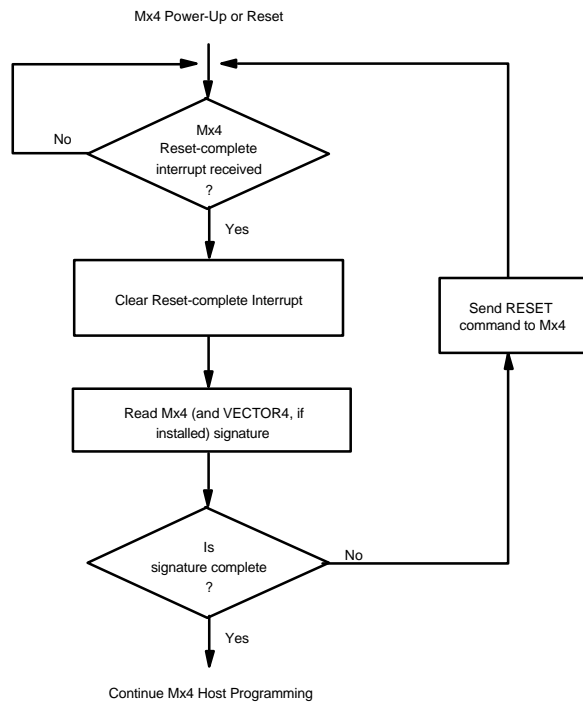 Mx4 Power-Up or Reset
Mx4
Reset-complete
interrupt received
?
No
Yes
Clear Reset-complete Interrupt
Send RESET
command to Mx4
Read Mx4 (and VECTOR4, if
installed) signature
Is
signature complete
?
No
Yes
Continue Mx4 Host Programming